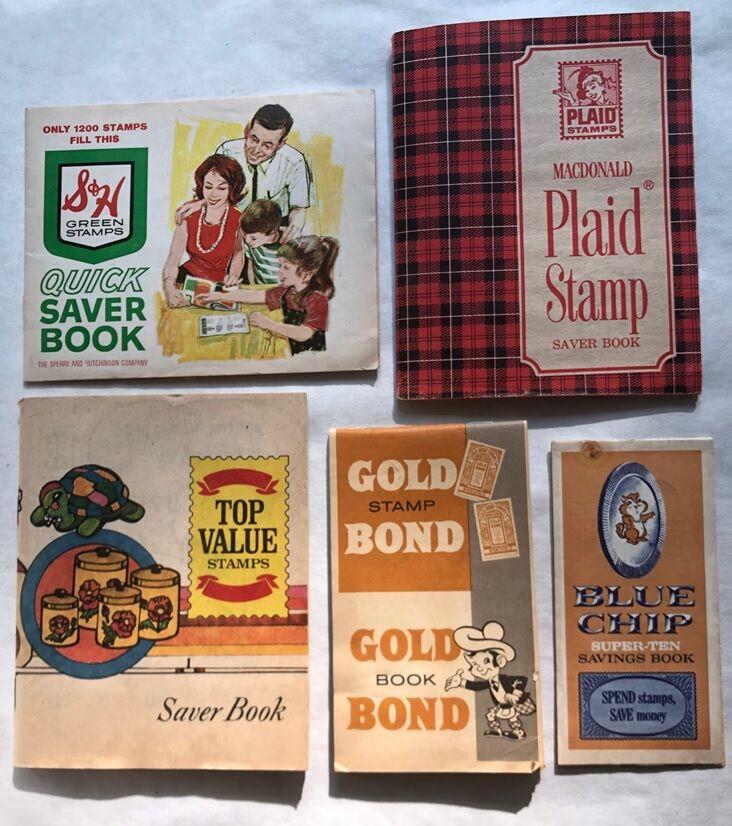 ONLY 1200 STAMPS
FILL THIS
S&H
GREEN
STAMPS
QUICK
SAVER
BOOK
THE SPERRY AND HUTCHINSON COMPANY
PLAID
STAMPS
MACDONALD
Plaid®
Stamp
SAVER BOOK
TOP
VALUE
STAMPS
Saver Book
GOLD
STAMP
BOND
GOLD
BOOK
BOND
BLUE
CHIP
SUPER-TEN
SAVINGS BOOK
SPEND stamps,
SAVE money